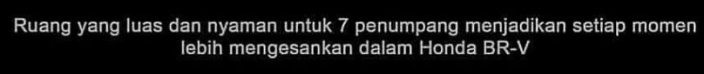 Ruang yang luas dan nyaman untuk 7 penumpang menjadikan setiap momen
lebih mengesankan dalam Honda BR-V